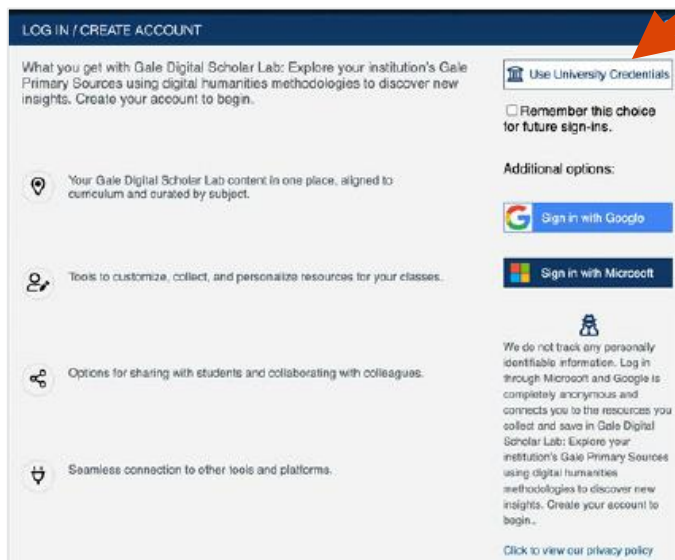 LOG IN / CREATE ACCOUNT
What you get with Gale Digital Scholar Lab: Explore your institution's Gale
Primary Sources using digital humanities methodologies to discover new
insights. Create your account to begin.
Your Gale Digital Scholar Lab content in one place, aligned to
curriculum and curated by subject.
Tools to customize, collect, and personalize resources for your classes.
Options for sharing with students and collaborating with colleagues.
Seamless connection to other tools and platforms.
Use University Credentials
Remember this choice
for future sign-ins.
Additional options:
Sign in with Google
Sign in with Microsoft
We do not track any personally
identifiable information. Log in
through Microsoft and Google is
completely anonymous and
connects you to the resources you
collect and save in Gale Digital
Scholar Lab: Explore your
institution's Gale Primary Sources
using digital humanities
methodologies to discover new
insights. Create your account to
begin..
Click to view our privacy policy